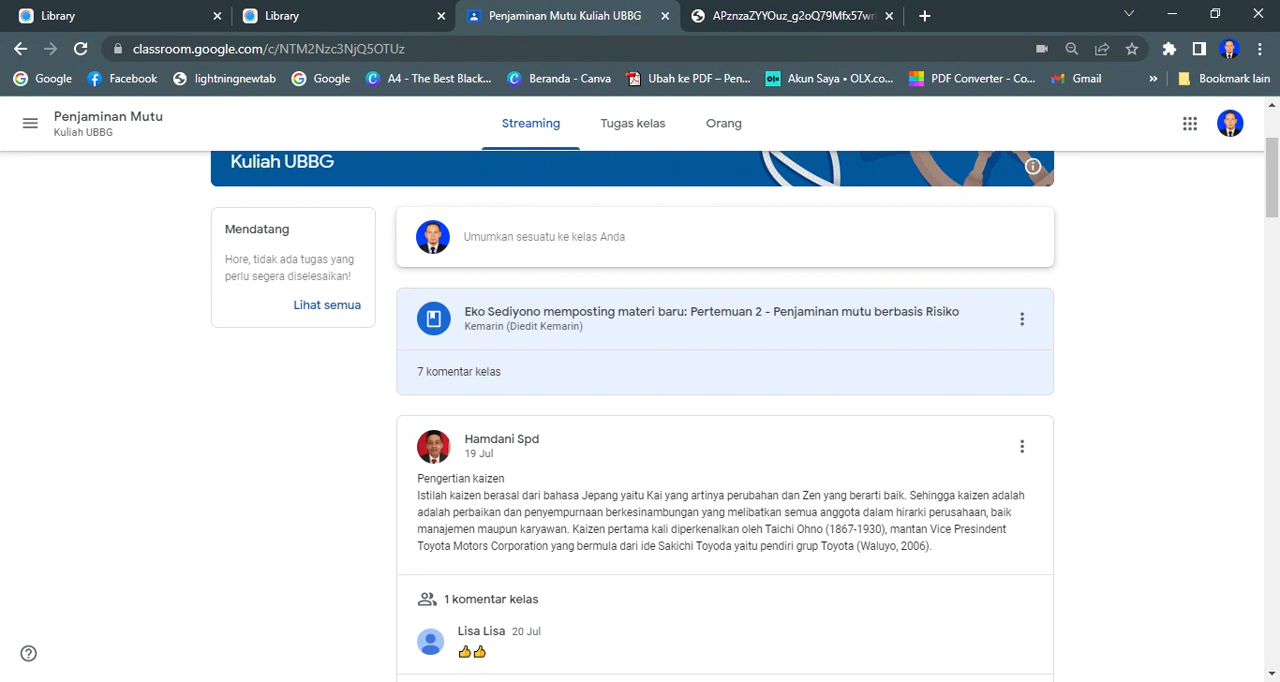 Library
Library
Penjaminan Mutu Kuliah UBBG
APznzaZYYOuz_g2oQ79Mfx57wr
classroom.google.com/c/NTM2Nzc3NjQ5OTUz
Google
Facebook
lightningnewtab
Google
A4 - The Best Black...
Beranda - Canva
Ubah ke PDF – Pen...
Akun Saya • OLX.co...
PDF Converter - Co...
Gmail
»
Bookmark lain
Penjaminan Mutu
Kuliah UBBG
Streaming
Tugas kelas
Orang
Kuliah UBBG
Mendatang
Hore, tidak ada tugas yang
perlu segera diselesaikan!
Lihat semua
Umumkan sesuatu ke kelas Anda
Eko Sediyono memposting materi baru: Pertemuan 2 - Penjaminan mutu berbasis Risiko
Kemarin (Diedit Kemarin)
7 komentar kelas
Hamdani Spd
19 Jul
Pengertian kaizen
Istilah kaizen berasal dari bahasa Jepang yaitu Kai yang artinya perubahan dan Zen yang berarti baik. Sehingga kaizen adalah
adalah perbaikan dan penyempurnaan berkesinambungan yang melibatkan semua anggota dalam hirarki perusahaan, baik
manajemen maupun karyawan. Kaizen pertama kali diperkenalkan oleh Taichi Ohno (1867-1930), mantan Vice Presindent
Toyota Motors Corporation yang bermula dari ide Sakichi Toyoda yaitu pendiri grup Toyota (Waluyo, 2006).
1 komentar kelas
Lisa Lisa 20 Jul
👍👍